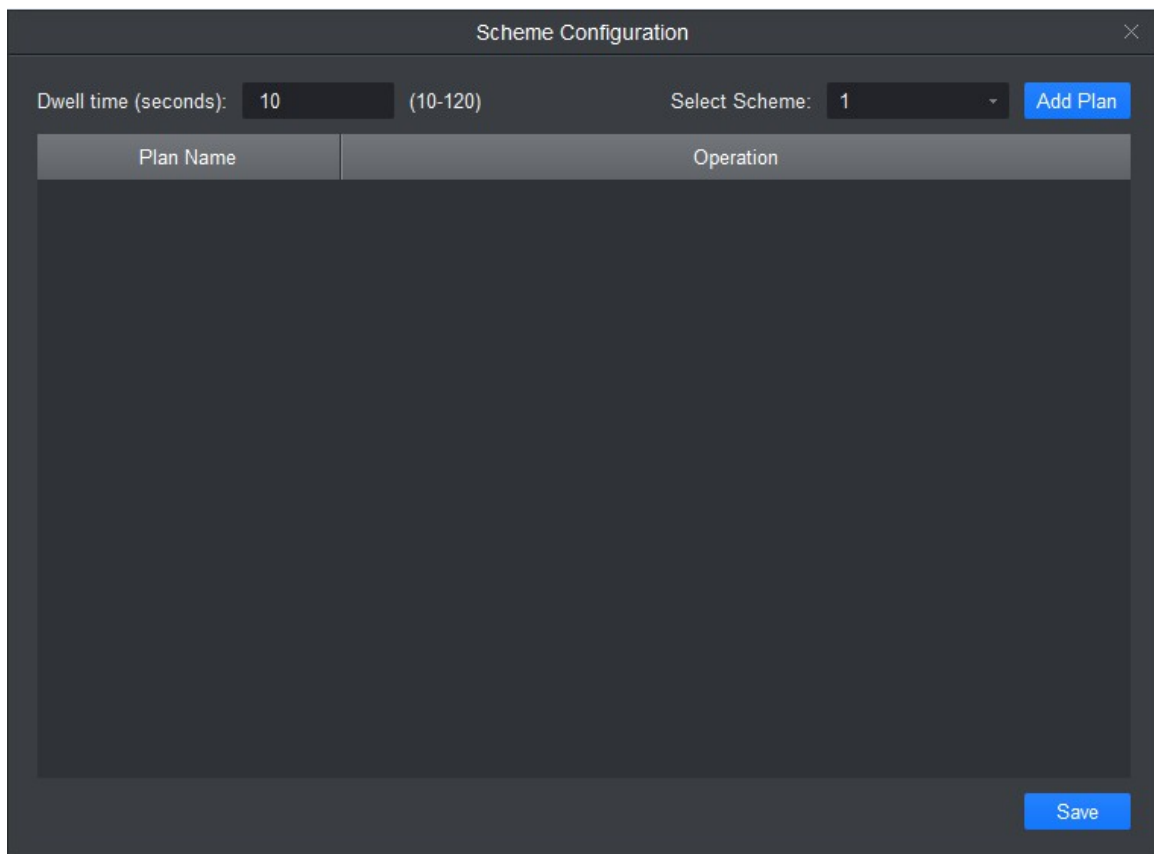 Scheme Configuration
Dwell time (seconds): 10 (10-120) Select Scheme: 1 Add Plan
Plan Name Operation
Save